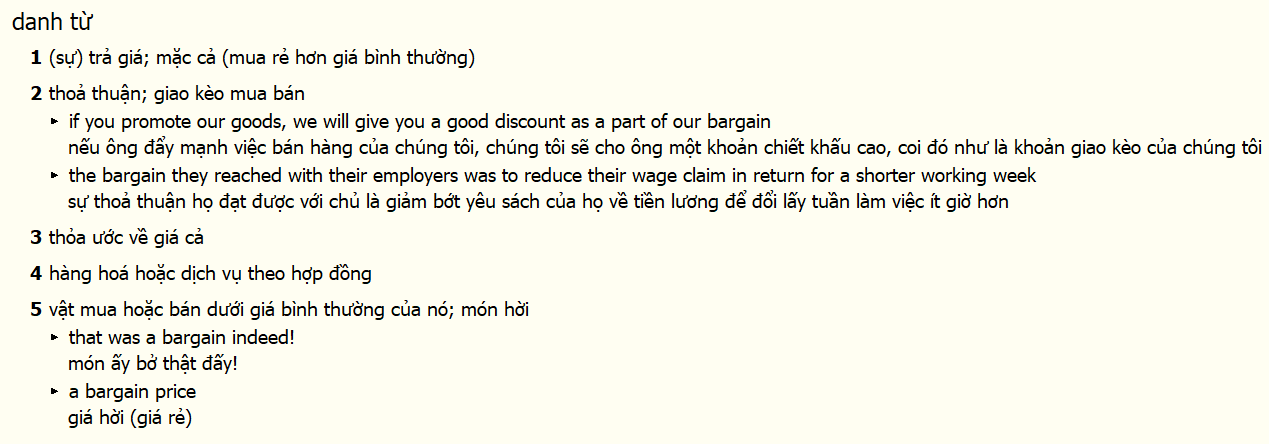 danh từ
1 (sự) trả giá; mặc cả (mua rẻ hơn giá bình thường)
2 thoả thuận; giao kèo mua bán
▸ if you promote our goods, we will give you a good discount as a part of our bargain
nếu ông đẩy mạnh việc bán hàng của chúng tôi, chúng tôi sẽ cho ông một khoản chiết khấu cao, coi đó như là khoản giao kèo của chúng tôi
▸ the bargain they reached with their employers was to reduce their wage claim in return for a shorter working week
sự thoả thuận họ đạt được với chủ là giảm bớt yêu sách của họ về tiền lương để đổi lấy tuần làm việc ít giờ hơn
3 thỏa ước về giá cả
4 hàng hoá hoặc dịch vụ theo hợp đồng
5 vật mua hoặc bán dưới giá bình thường của nó; món hời
▸ that was a bargain indeed!
món ấy bở thật đấy!
▸ a bargain price
giá hời (giá rẻ)